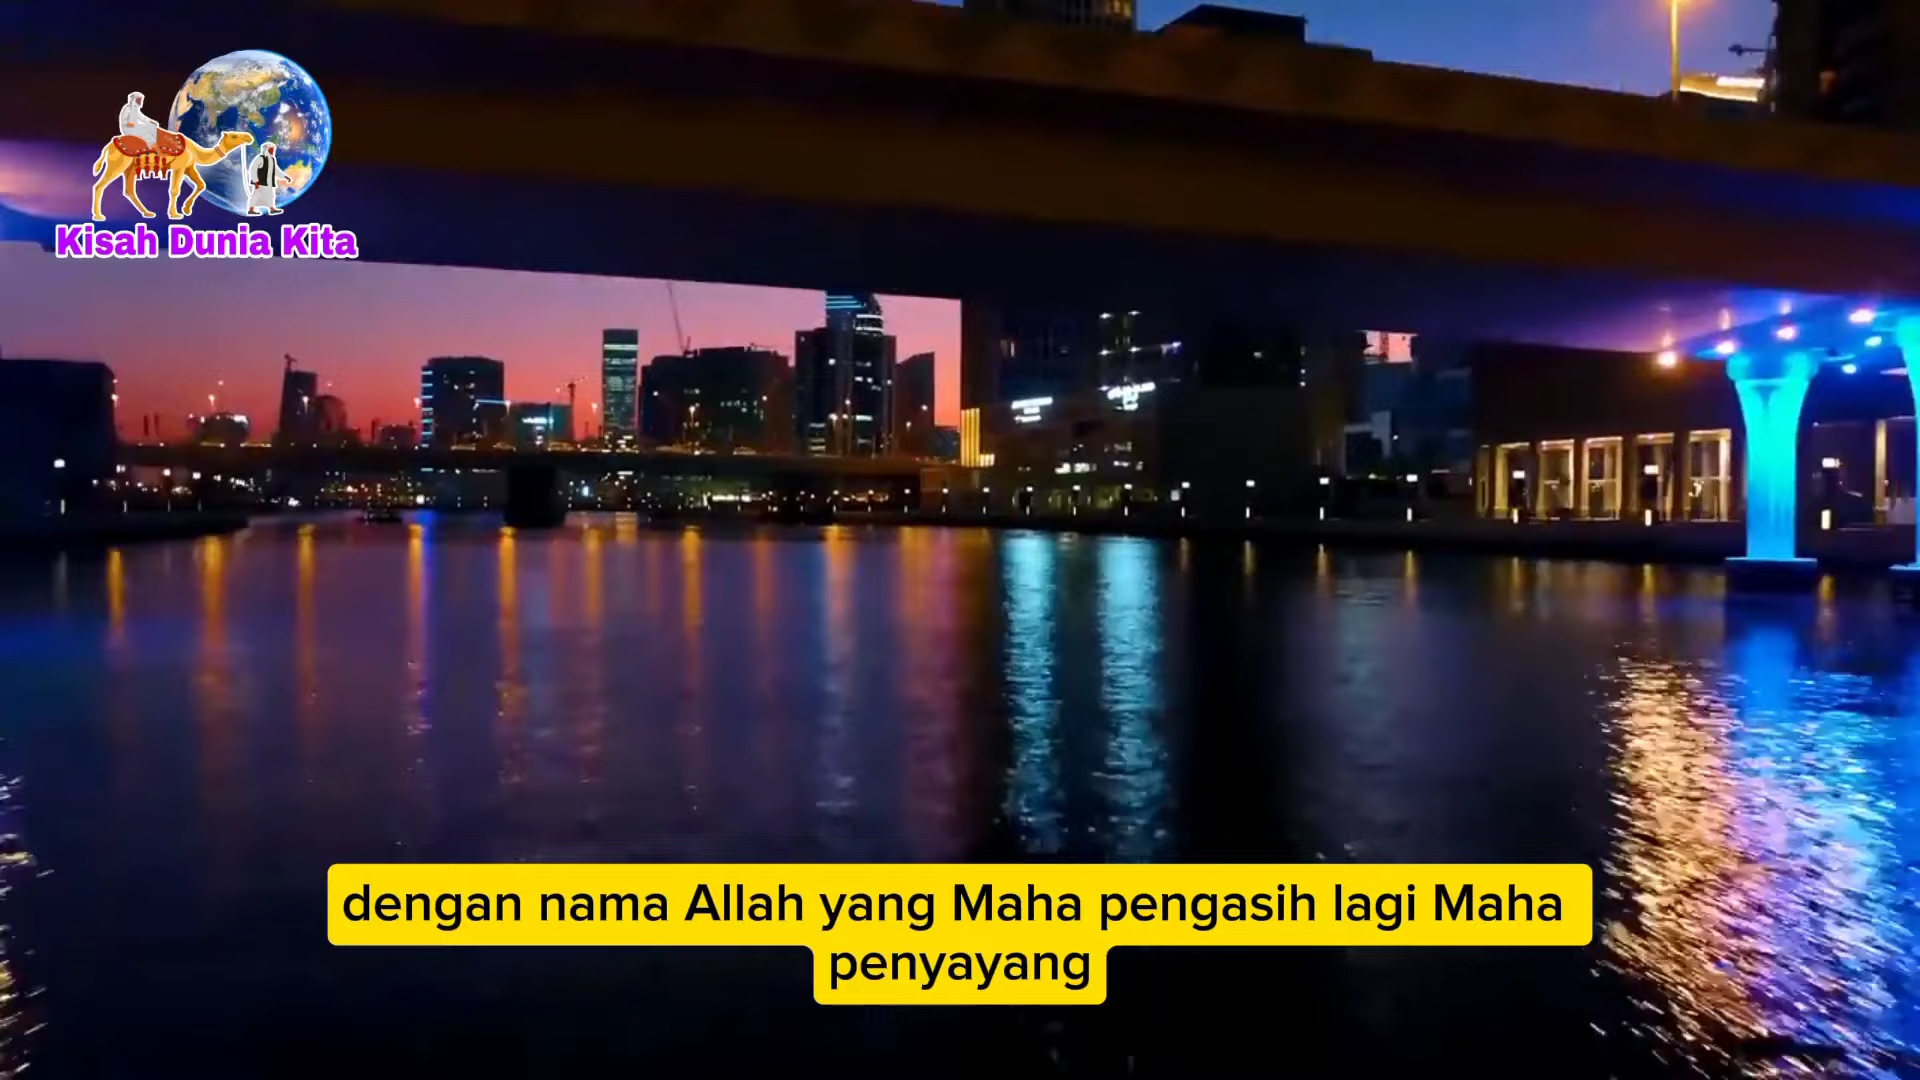 Kisah Dunia Kita
dengan nama Allah yang Maha pengasih lagi Maha
penyayang